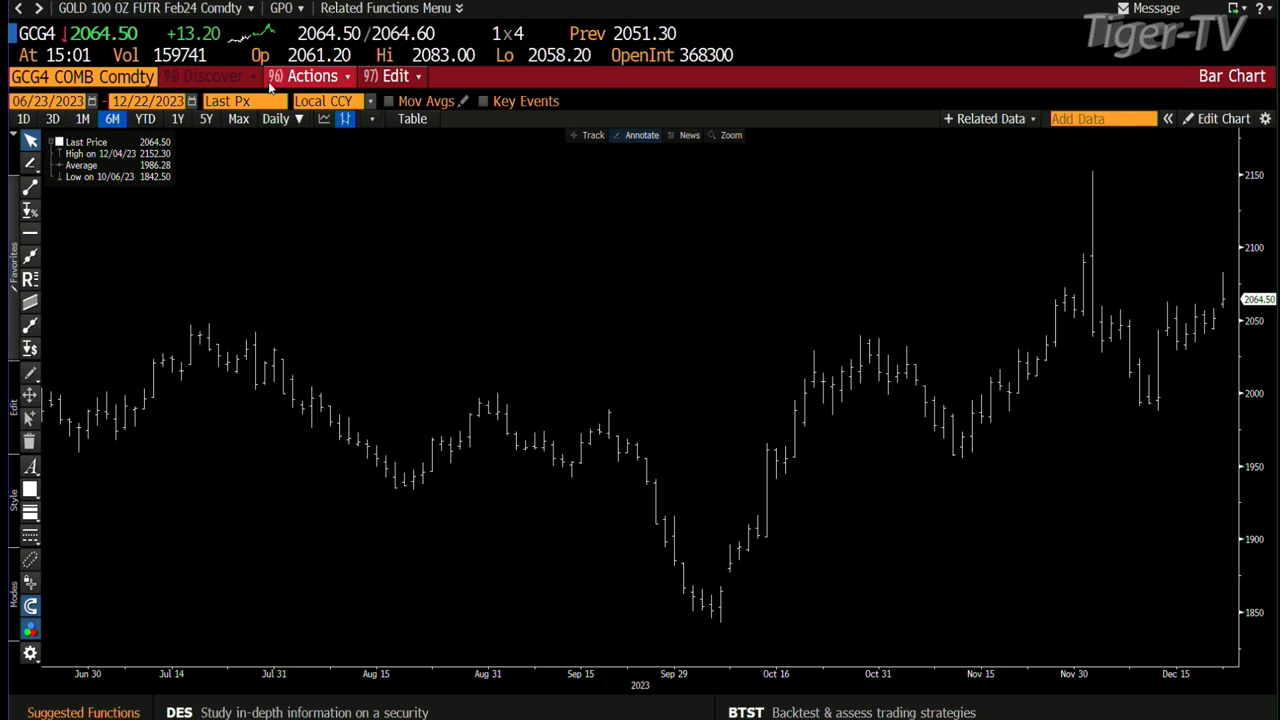 GOLD 100 OZ FUTR Feb24 Comdty GPO Related Functions Menu Message
GCG4 2064.50 +13.20 2064.50/2064.60 1x4 Prev 2051.30
At 15:01 Vol 159741 Op 2061.20 Hi 2083.00 Lo 2058.20 OpenInt 368300
Tiger-TV
GCG4 COMB Comdty 94) Discover 96) Actions 97) Edit Bar Chart
06/23/2023 - 12/22/2023 Last Px Local CCY Mov Avgs Key Events
1D 3D 1M 6M YTD 1Y 5Y Max Daily Table + Related Data Add Data Edit Chart
Track Annotate News Zoom
Last Price 2064.50
High on 12/04/23 2152.30
Average 1986.28
Low on 10/06/23 1842.50
Favorites
Edit
Style
Modes
2150
2100
2064.50
2050
2000
1950
1900
1850
Jun 30 Jul 14 Jul 31 Aug 15 Aug 31 Sep 15 Sep 29 Oct 16 Oct 31 Nov 15 Nov 30 Dec 15
2023
Suggested Functions DES Study in-depth information on a security BTST Backtest & assess trading strategies